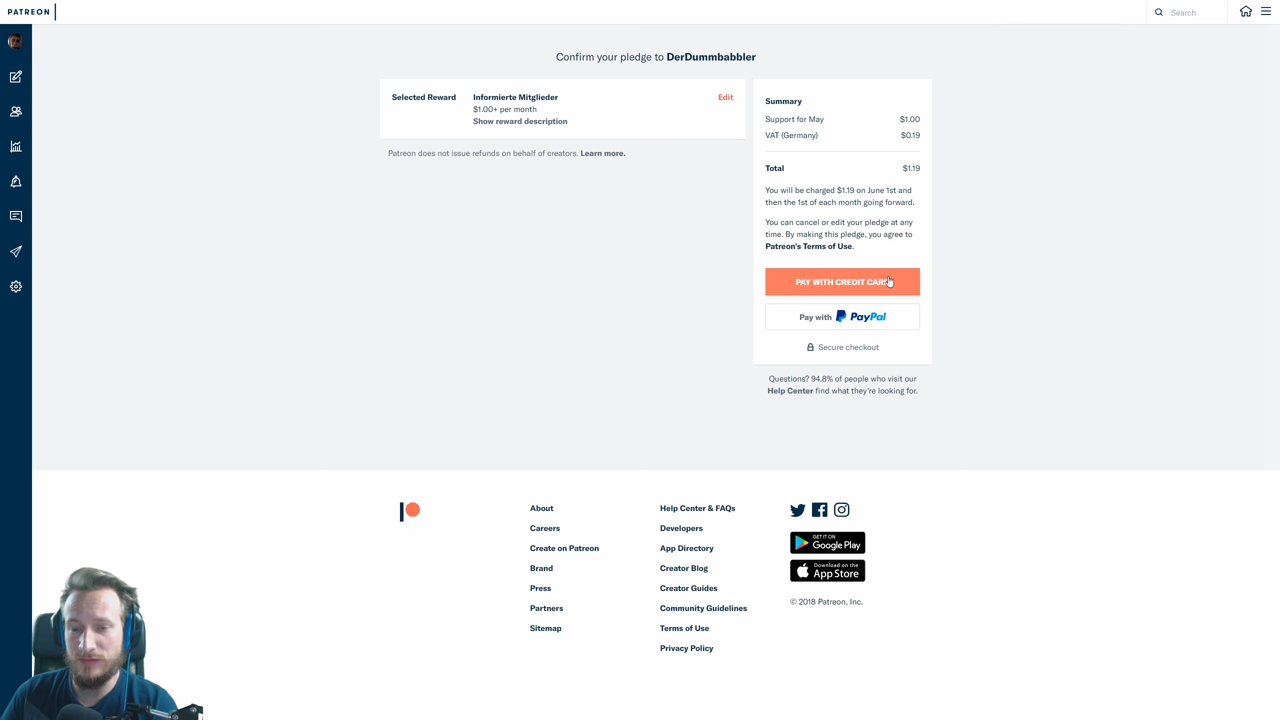 PATREON
Search
Confirm your pledge to DerDummbabbler
Selected Reward
Informierte Mitglieder
Edit
$1.00+ per month
Show reward description
Patreon does not issue refunds on behalf of creators. Learn more.
Summary
Support for May $1.00
VAT (Germany) $0.19
Total $1.19
You will be charged $1.19 on June 1st and
then the 1st of each month going forward.
You can cancel or edit your pledge at any
time. By making this pledge, you agree to
Patreon's Terms of Use.
PAY WITH CREDIT CARD
Pay with PayPal
Secure checkout
Questions? 94.8% of people who visit our
Help Center find what they're looking for.
About
Careers
Create on Patreon
Brand
Press
Partners
Sitemap
Help Center & FAQs
Developers
App Directory
Creator Blog
Creator Guides
Community Guidelines
Terms of Use
Privacy Policy
GET IT ON
Google Play
Download on the
App Store
© 2018 Patreon, Inc.